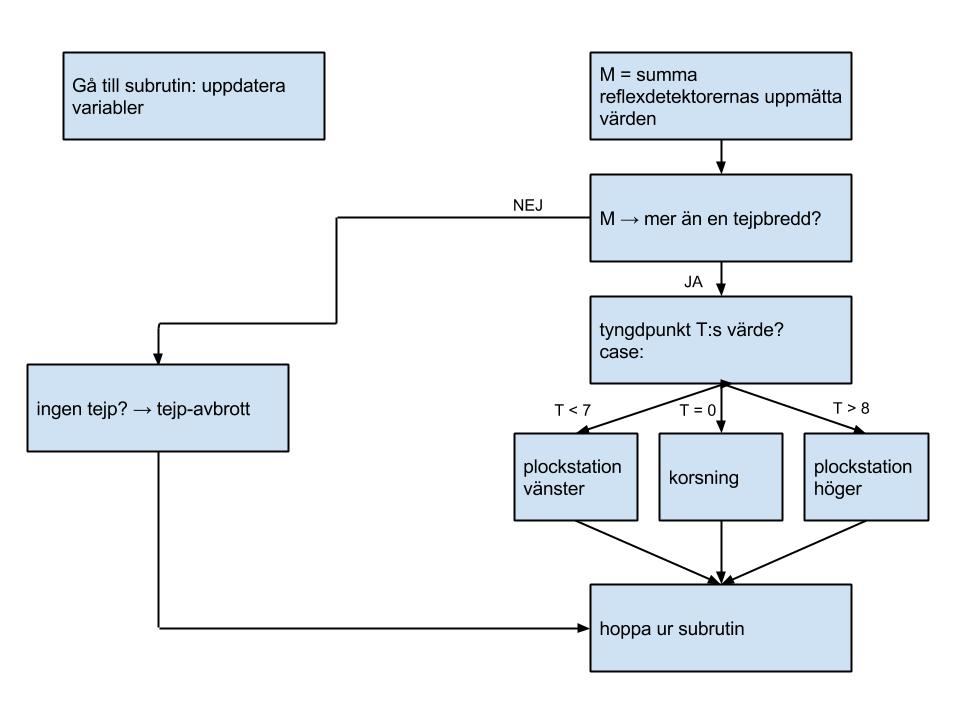 Gå till subrutin: uppdatera
variabler
M = summa
reflexdetektorernas uppmätta
värden
M → mer än en tejpbredd?
NEJ
JA
tyngdpunkt T:s värde?
case:
ingen tejp? → tejp-avbrott
T < 7
T = 0
T > 8
plockstation
vänster
korsning
plockstation
höger
hoppa ur subrutin